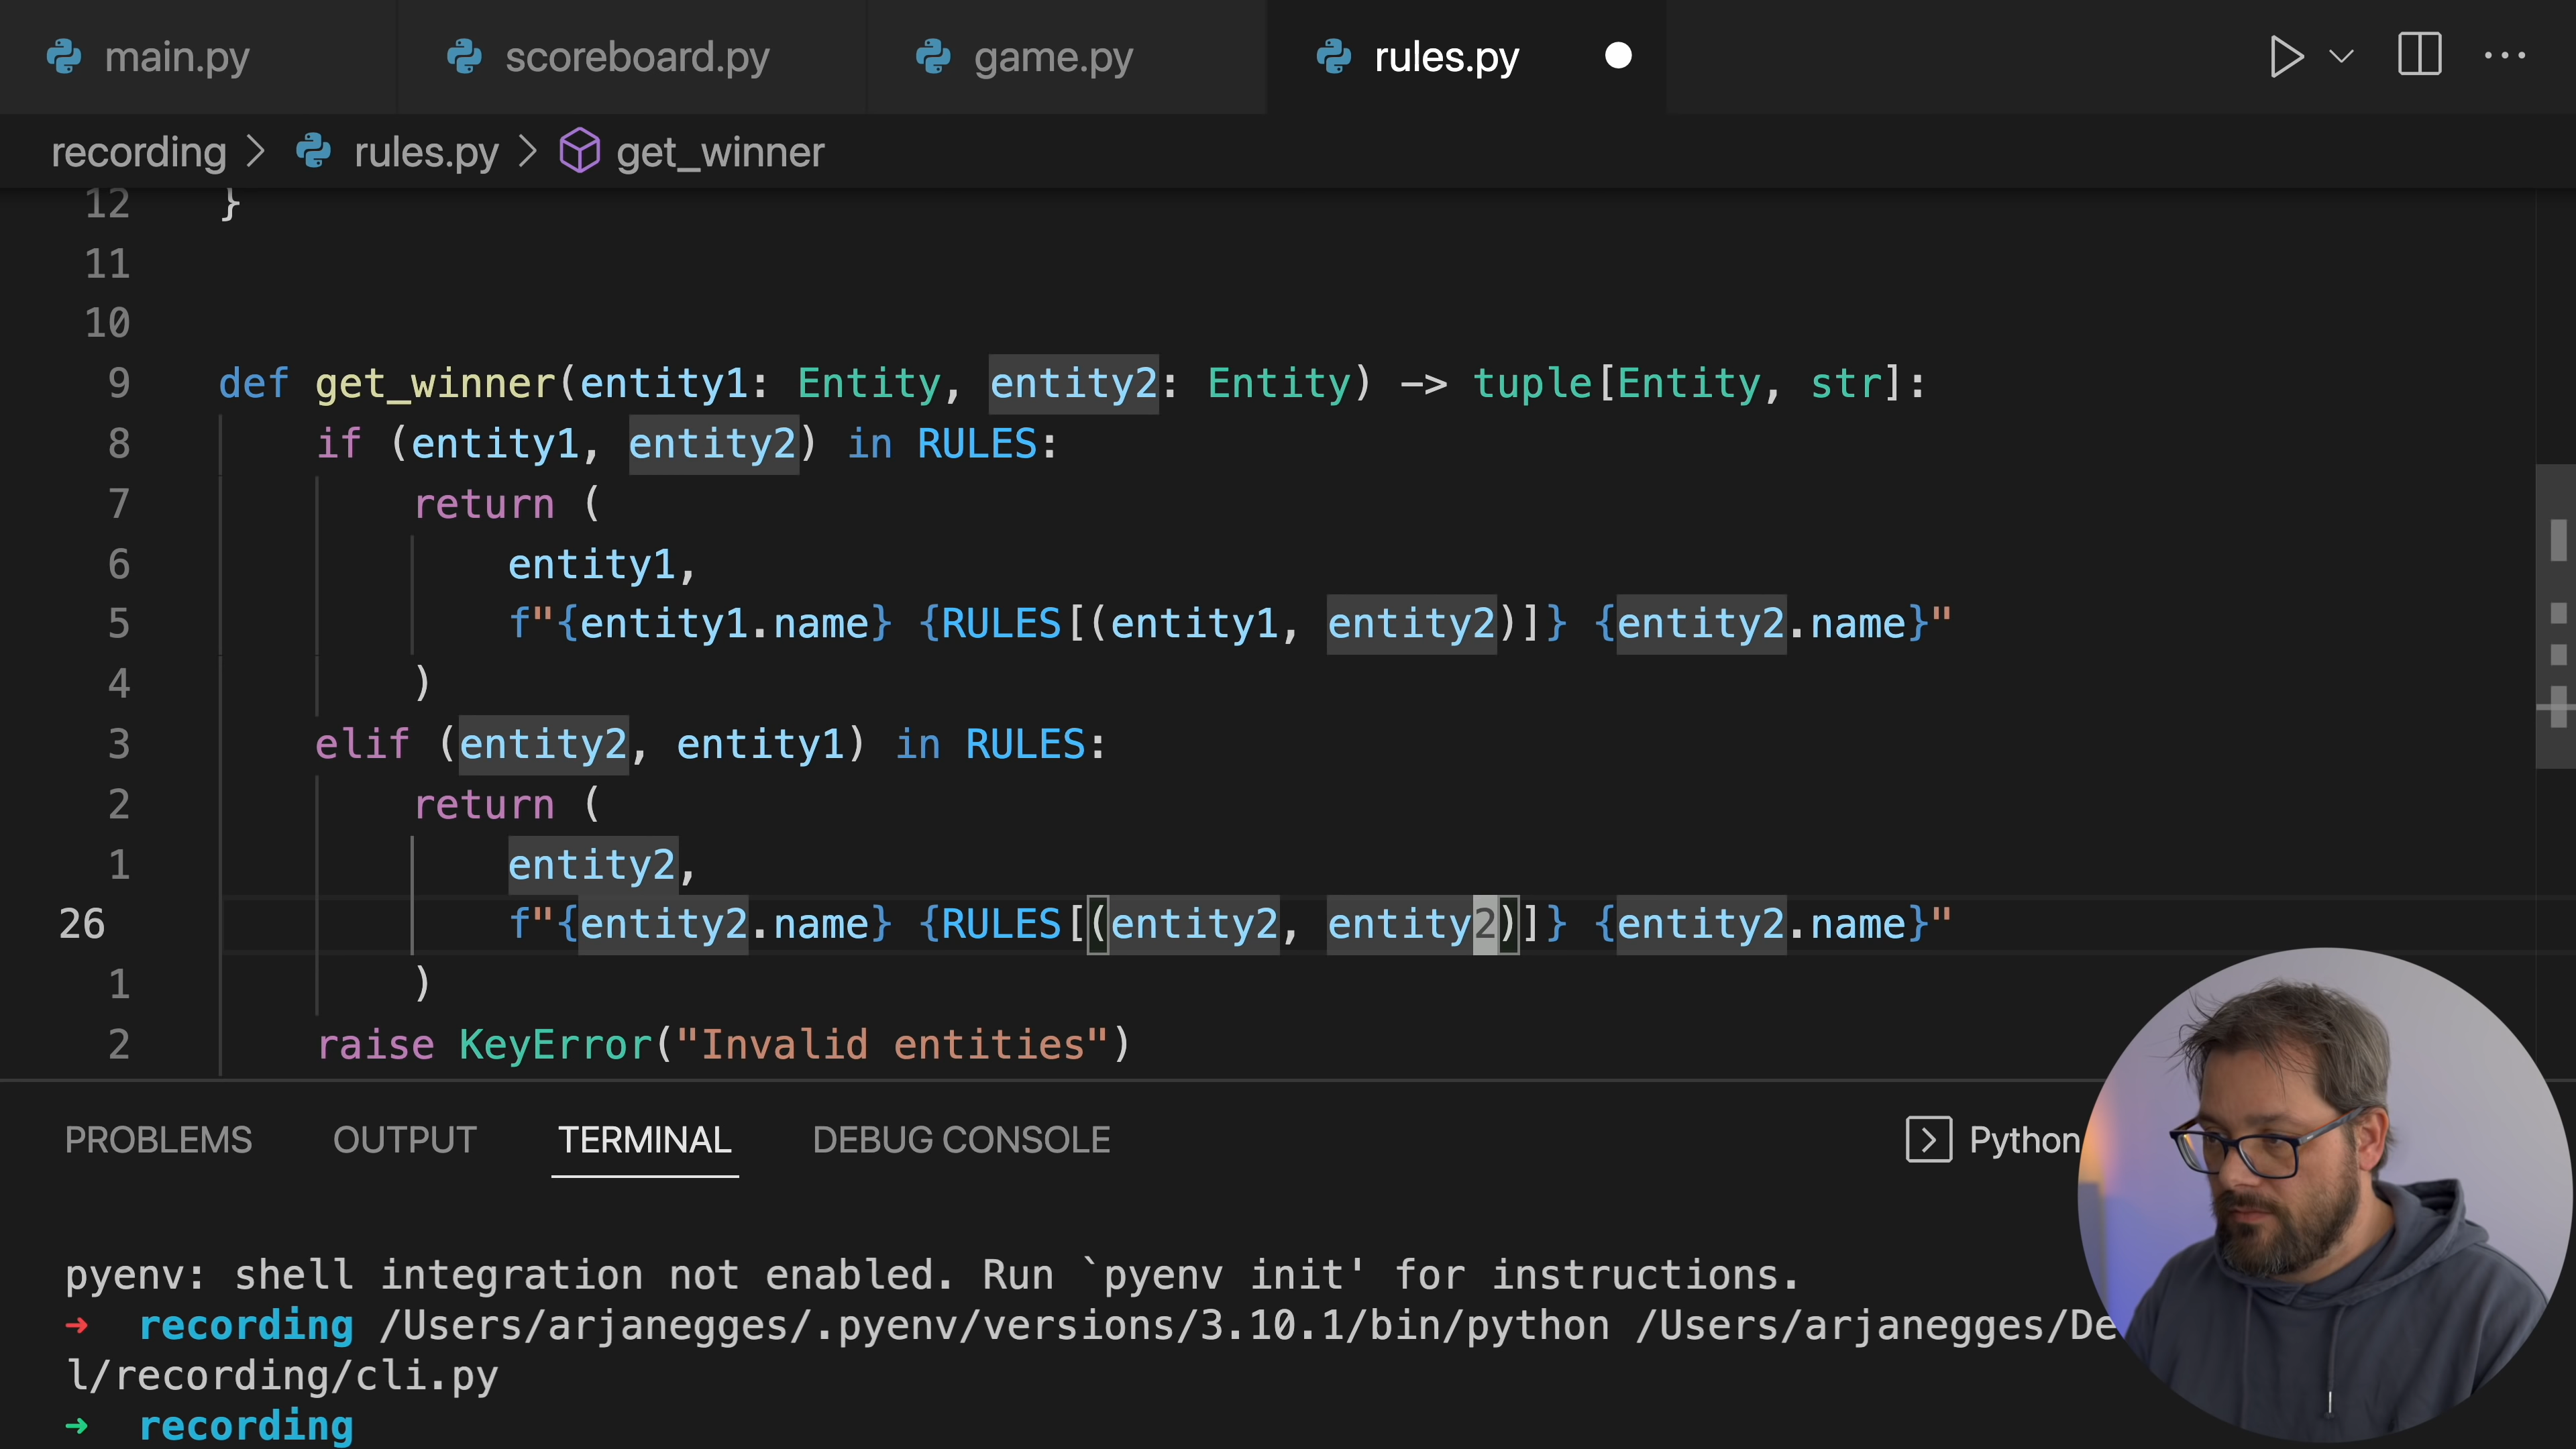 main.py scoreboard.py game.py rules.py
recording > rules.py > get_winner
12 }
11
10
9 def get_winner(entity1: Entity, entity2: Entity) -> tuple[Entity, str]:
8 if (entity1, entity2) in RULES:
7 return (
6 entity1,
5 f"{entity1.name} {RULES[(entity1, entity2)]} {entity2.name}"
4 )
3 elif (entity2, entity1) in RULES:
2 return (
1 entity2,
26 f"{entity2.name} {RULES[(entity2, entity2)]} {entity2.name}"
1 )
2 raise KeyError("Invalid entities")
PROBLEMS OUTPUT TERMINAL DEBUG CONSOLE Python
pyenv: shell integration not enabled. Run `pyenv init' for instructions.
➜ recording /Users/arjanegges/.pyenv/versions/3.10.1/bin/python /Users/arjanegges/De
l/recording/cli.py
➜ recording